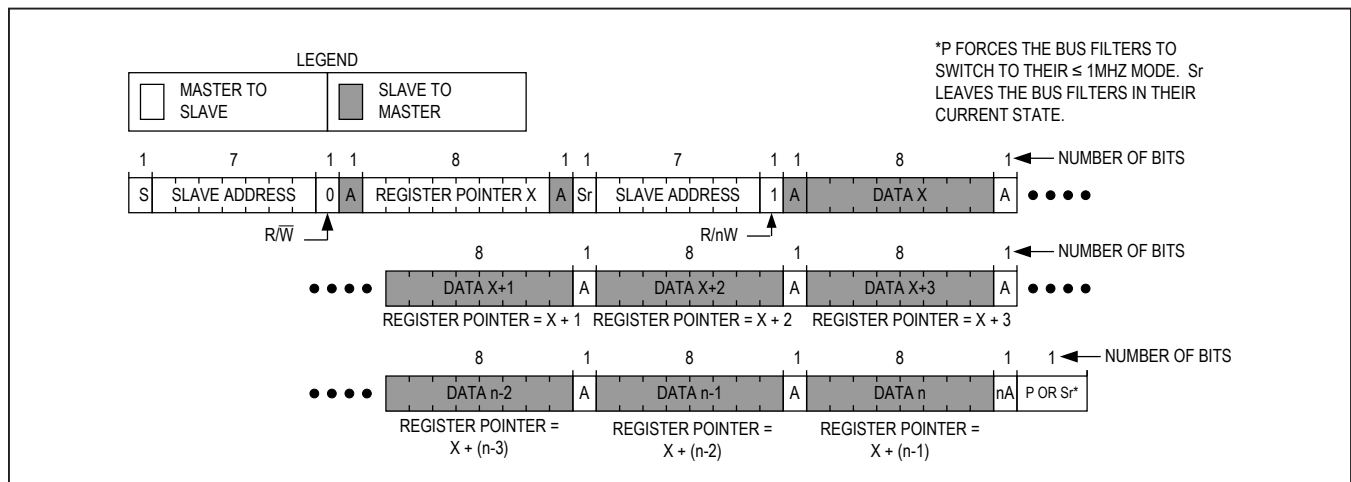 LEGEND
MASTER TO
SLAVE
SLAVE TO
MASTER
*P FORCES THE BUS FILTERS TO
SWITCH TO THEIR ≤ 1MHZ MODE. Sr
LEAVES THE BUS FILTERS IN THEIR
CURRENT STATE.
1 7 1 1 8 1 1 7 1 1 8 1 NUMBER OF BITS
S SLAVE ADDRESS 0 A REGISTER POINTER X A Sr SLAVE ADDRESS 1 A DATA X A
R/W̅ R/nW
8 1 8 1 8 1 NUMBER OF BITS
DATA X+1 A DATA X+2 A DATA X+3 A
REGISTER POINTER = X + 1 REGISTER POINTER = X + 2 REGISTER POINTER = X + 3
8 1 8 1 8 1 1 NUMBER OF BITS
DATA n-2 A DATA n-1 A DATA n nA P OR Sr*
REGISTER POINTER = REGISTER POINTER = REGISTER POINTER =
X + (n-3) X + (n-2) X + (n-1)